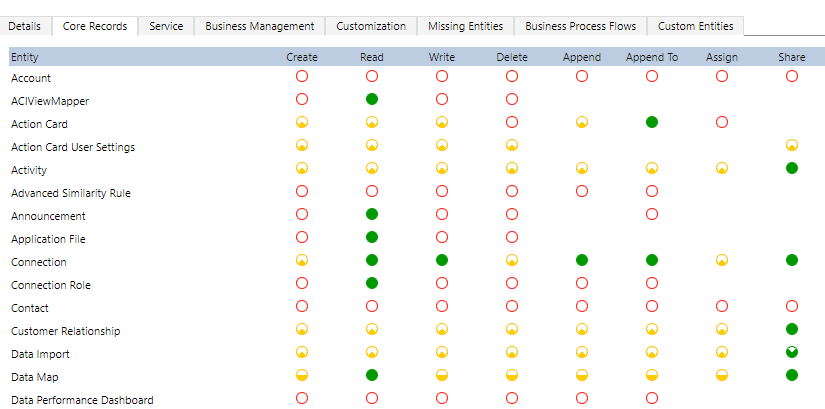 Details Core Records Service Business Management Customization Missing Entities Business Process Flows Custom Entities
Entity Create Read Write Delete Append Append To Assign Share
Account
ACIViewMapper
Action Card
Action Card User Settings
Activity
Advanced Similarity Rule
Announcement
Application File
Connection
Connection Role
Contact
Customer Relationship
Data Import
Data Map
Data Performance Dashboard